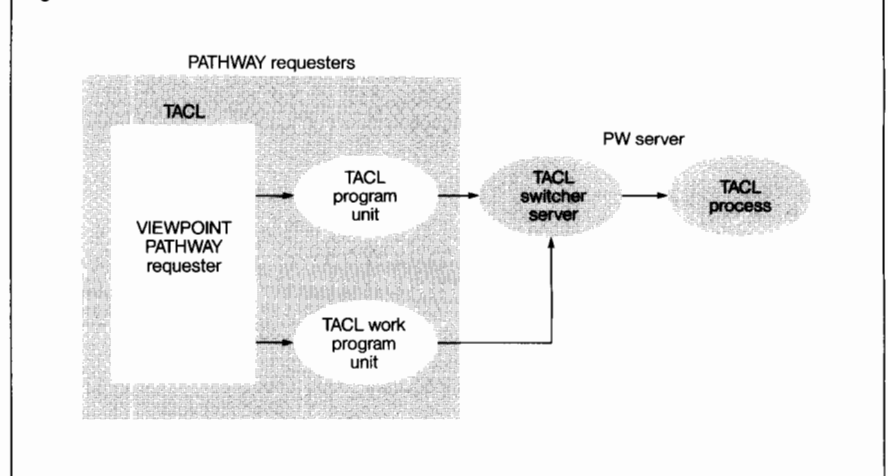 PATHWAY requesters
TACL
VIEWPOINT
PATHWAY
requester
TACL
program
unit
TACL work
program
unit
TACL
switcher
server
PW server
TACL
process